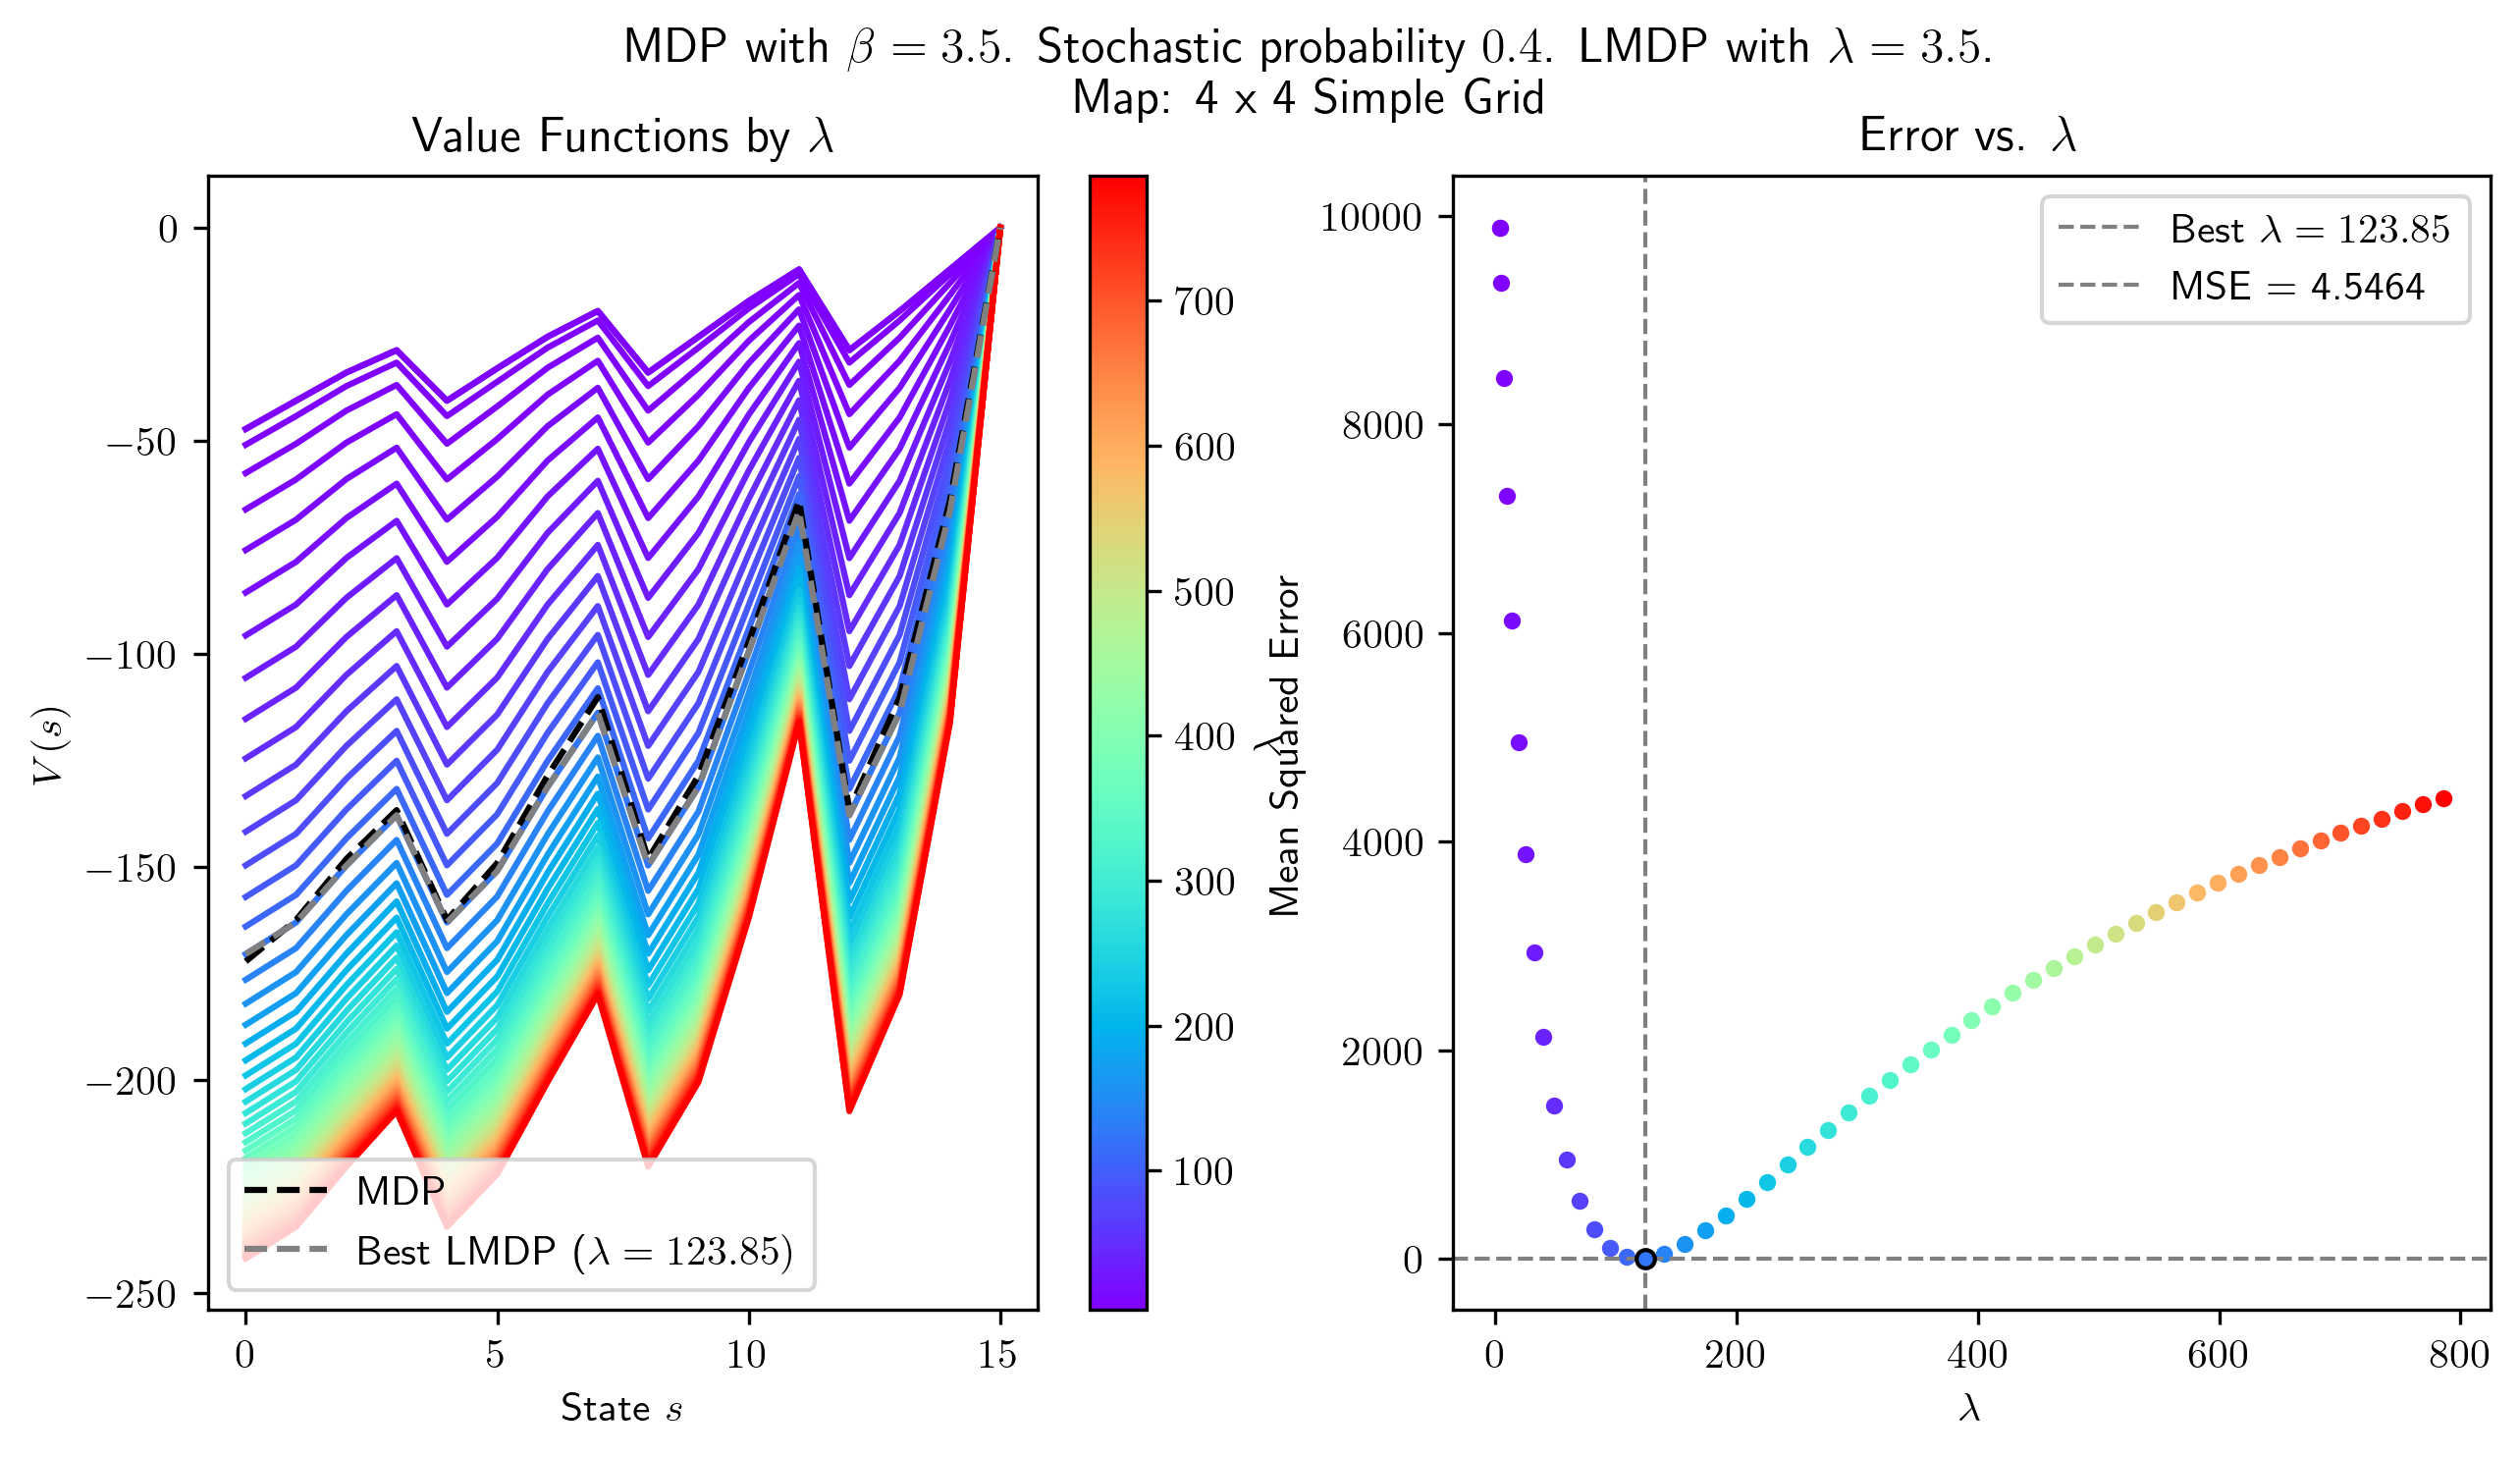 MDP with β = 3.5. Stochastic probability 0.4. LMDP with λ = 3.5.
Map: 4 x 4 Simple Grid
Value Functions by λ
0
−50
−100
−150
−200
−250
V(s)
MDP
Best LMDP (λ = 123.85)
0
5
10
15
State s
700
600
500
400
300
200
100
λ
Error vs. λ
10000
8000
6000
4000
2000
0
Mean Squared Error
Best λ = 123.85
MSE = 4.5464
0
200
400
600
800
λ